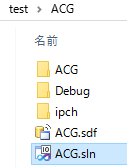 test › ACG ›
名前
ACG
Debug
ipch
ACG.sdf
ACG.sln